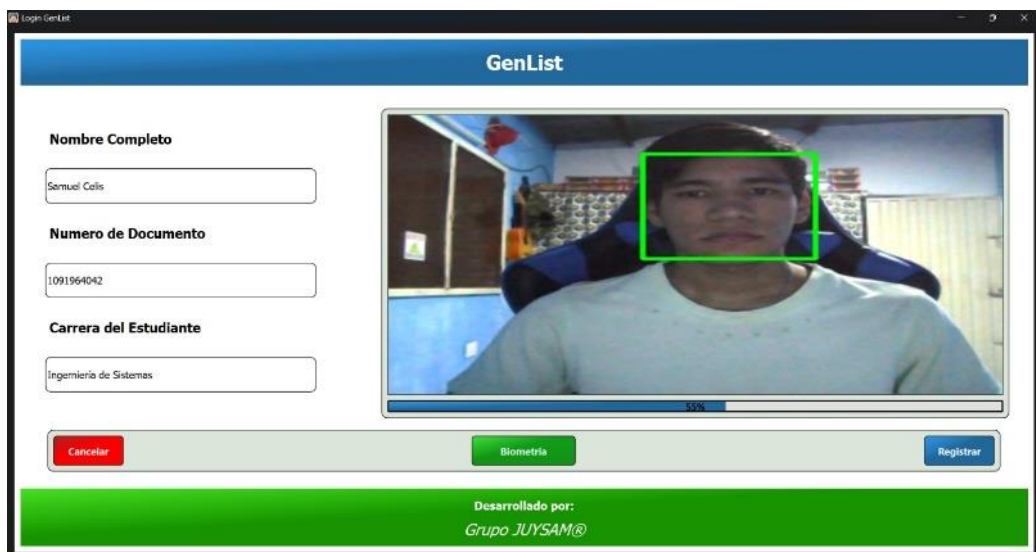 Login GenList
GenList
Nombre Completo
Samuel Celis
Numero de Documento
1091964042
Carrera del Estudiante
Ingernieria de Sistemas
55%
Cancelar
Biometria
Registrar
Desarrollado por:
Grupo JUYSAM®